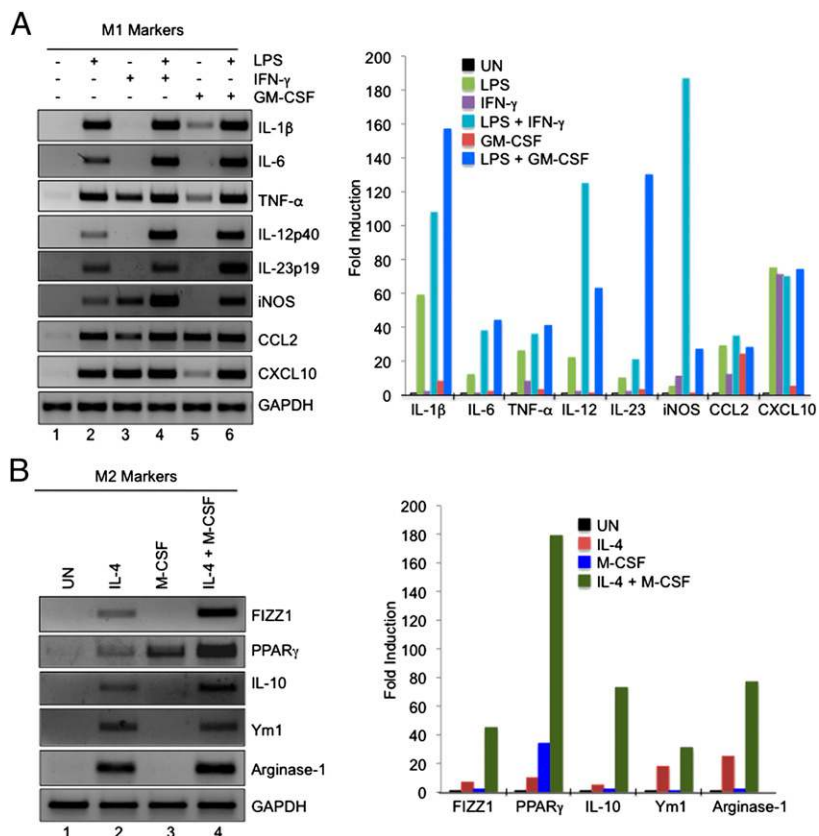 A
M1 Markers
- + - + - + LPS
- - + + - - IFN-γ
- - - - + + GM-CSF
IL-1β
IL-6
TNF-α
IL-12p40
IL-23p19
iNOS
CCL2
CXCL10
GAPDH
1 2 3 4 5 6
Fold Induction
200
180
160
140
120
100
80
60
40
20
0
UN
LPS
IFN-γ
LPS + IFN-γ
GM-CSF
LPS + GM-CSF
IL-1β IL-6 TNF-α IL-12 IL-23 iNOS CCL2 CXCL10
B
M2 Markers
UN IL-4 M-CSF IL-4 + M-CSF
FIZZ1
PPARγ
IL-10
Ym1
Arginase-1
GAPDH
1 2 3 4
Fold Induction
200
180
160
140
120
100
80
60
40
20
0
UN
IL-4
M-CSF
IL-4 + M-CSF
FIZZ1 PPARγ IL-10 Ym1 Arginase-1